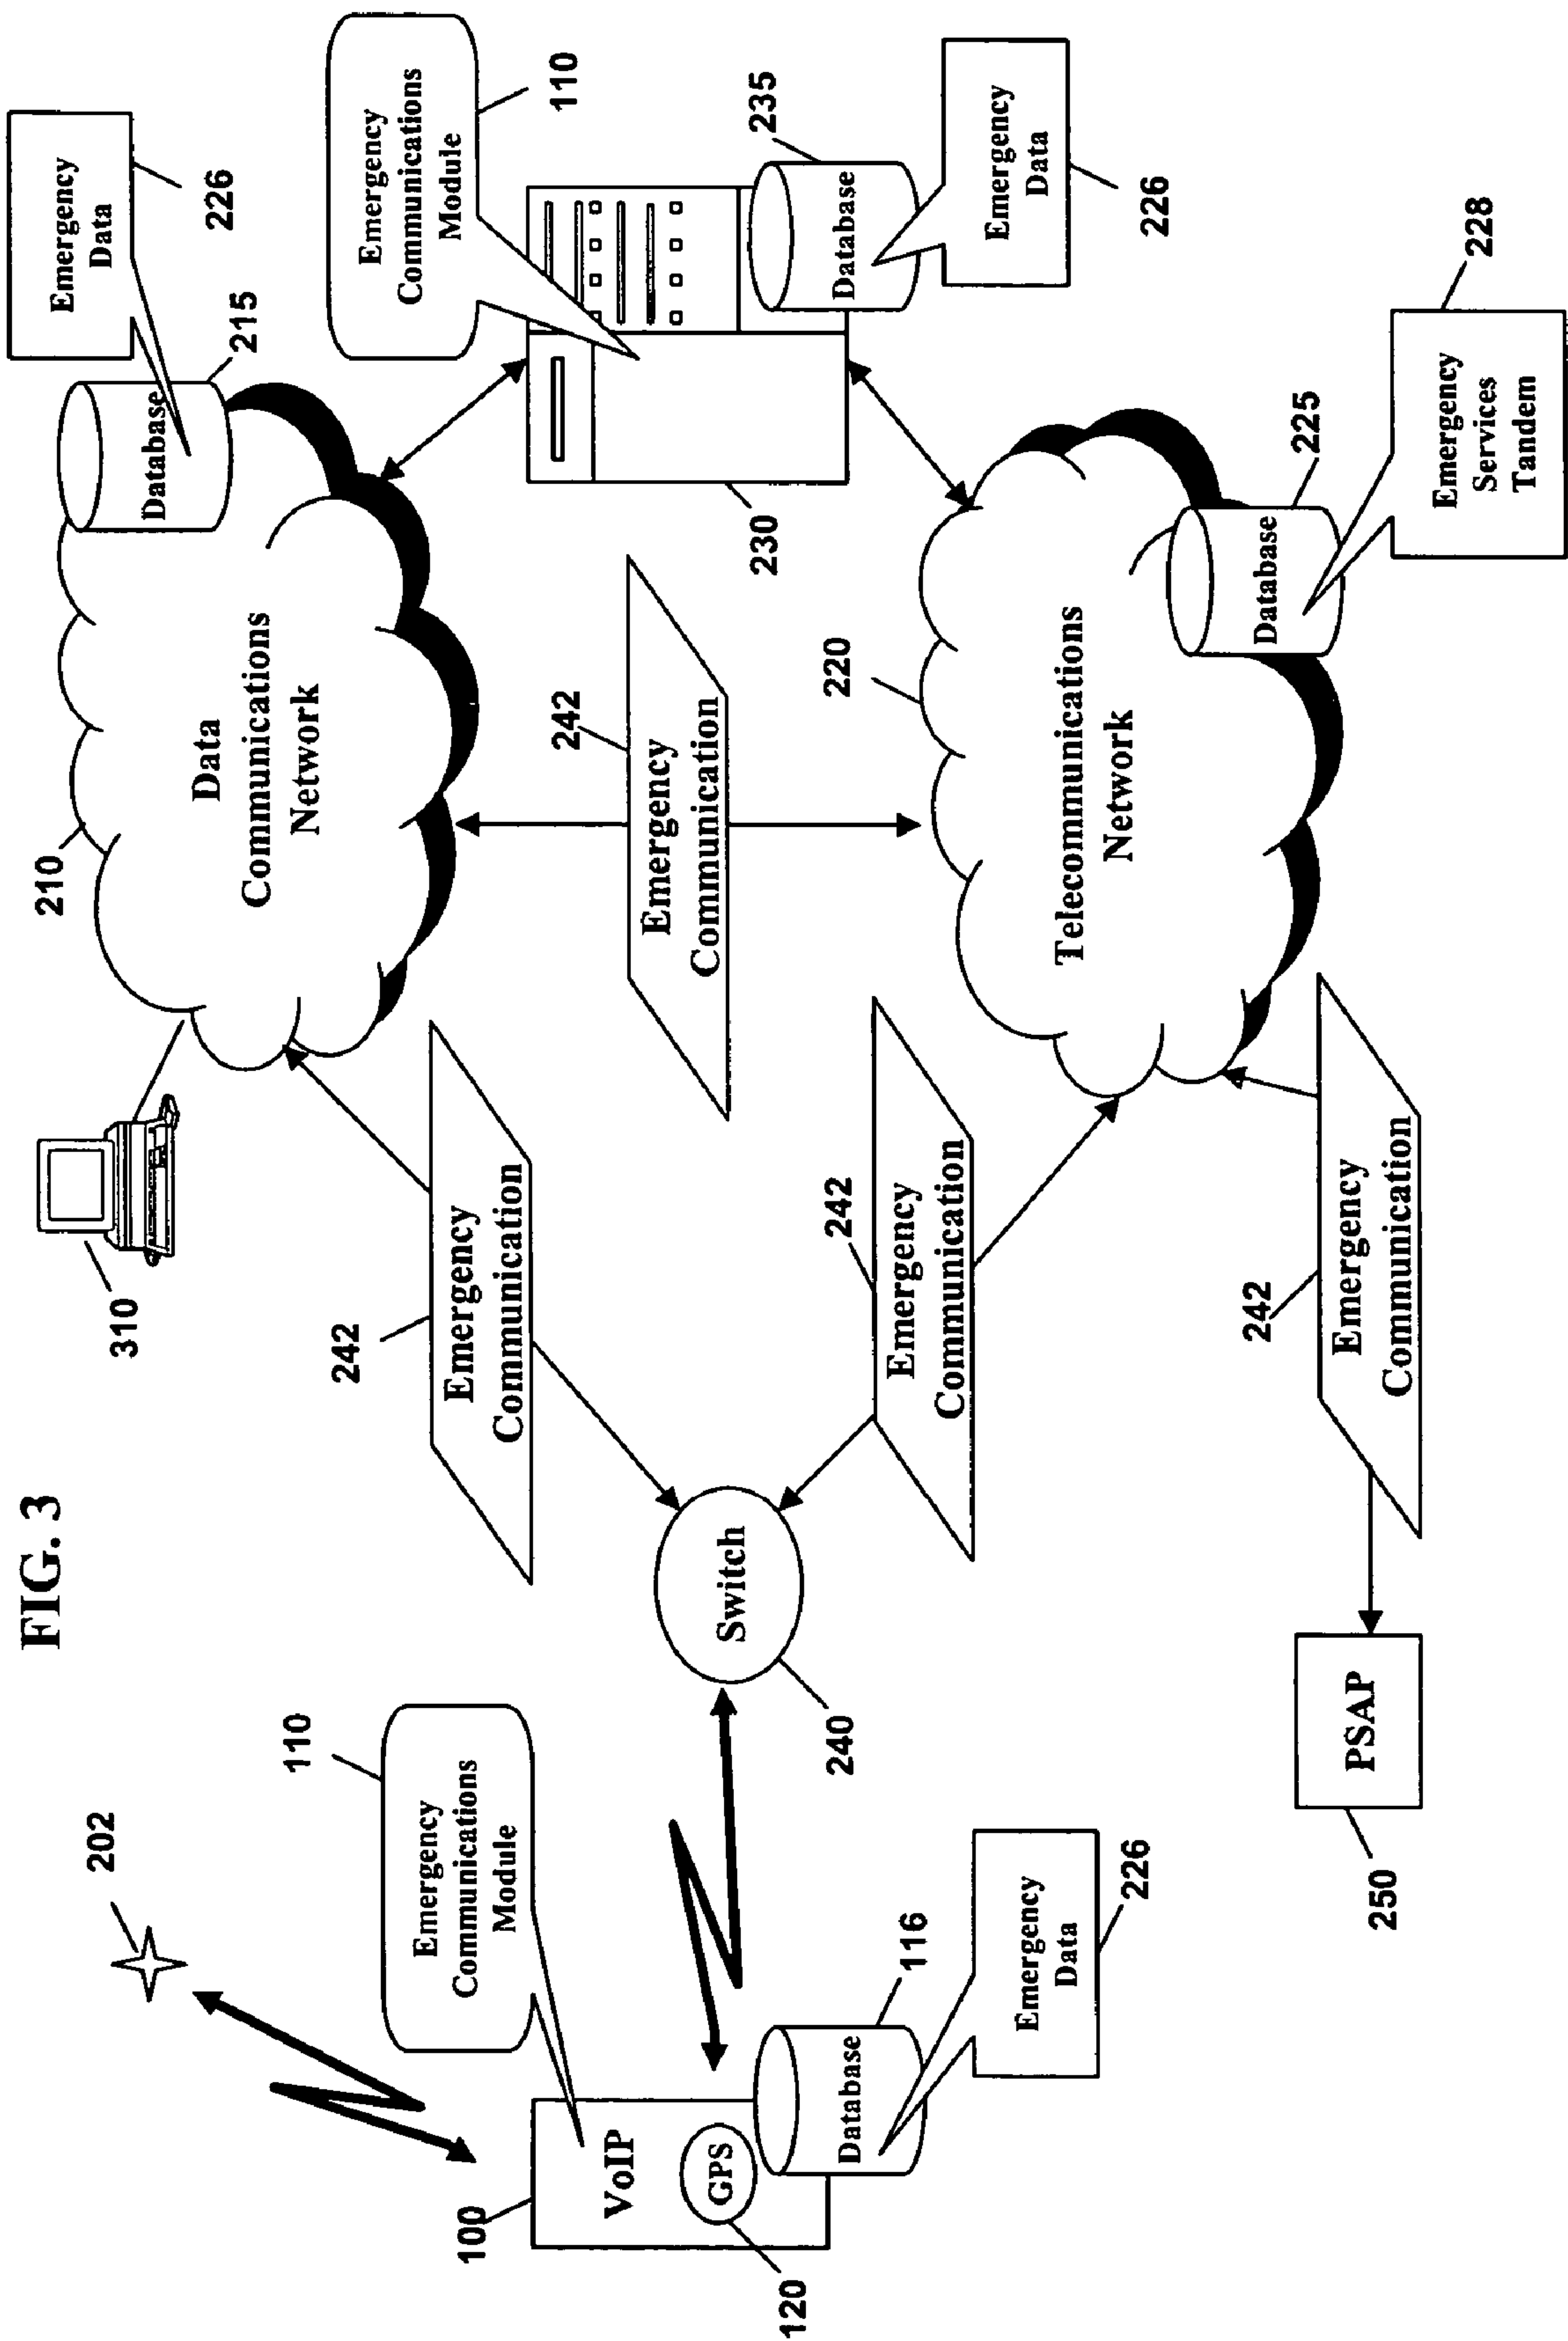 FIG. 3
202
110
Emergency
Communications
Module
100
VoIP
GPS
120
Database
116
Emergency
Data
226
Switch
240
PSAP
250
310
242
Emergency
Communication
242
Emergency
Communication
242
Emergency
Communication
242
Emergency
Communication
210
Data
Communications
Network
Database
215
Emergency
Data
226
220
Telecommunications
Network
Database
225
Emergency
Services
Tandem
228
230
Emergency
Communications
Module
110
Database
235
Emergency
Data
226